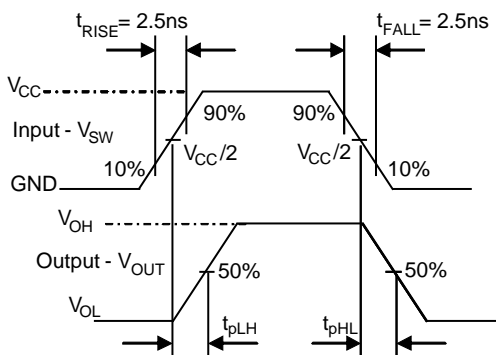 tRISE = 2.5ns
tFALL = 2.5ns
VCC
90%
90%
Input - VSW
VCC/2
VCC/2
10%
10%
GND
VOH
Output - VOUT
50%
50%
VOL
tpLH
tpHL